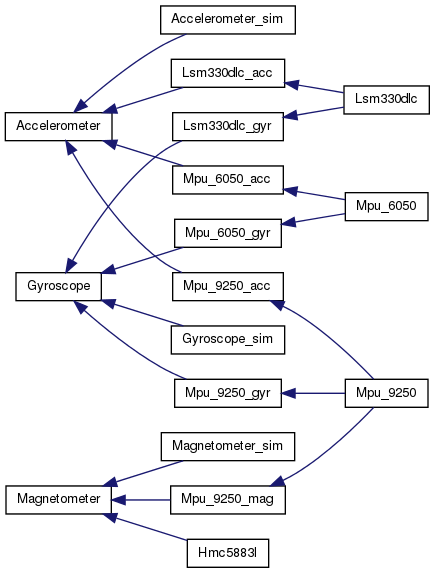 Accelerometer_sim
Lsm330dlc_acc
Lsm330dlc
Accelerometer
Lsm330dlc_gyr
Mpu_6050_acc
Mpu_6050
Mpu_6050_gyr
Gyroscope
Mpu_9250_acc
Gyroscope_sim
Mpu_9250_gyr
Mpu_9250
Magnetometer_sim
Magnetometer
Mpu_9250_mag
Hmc5883l